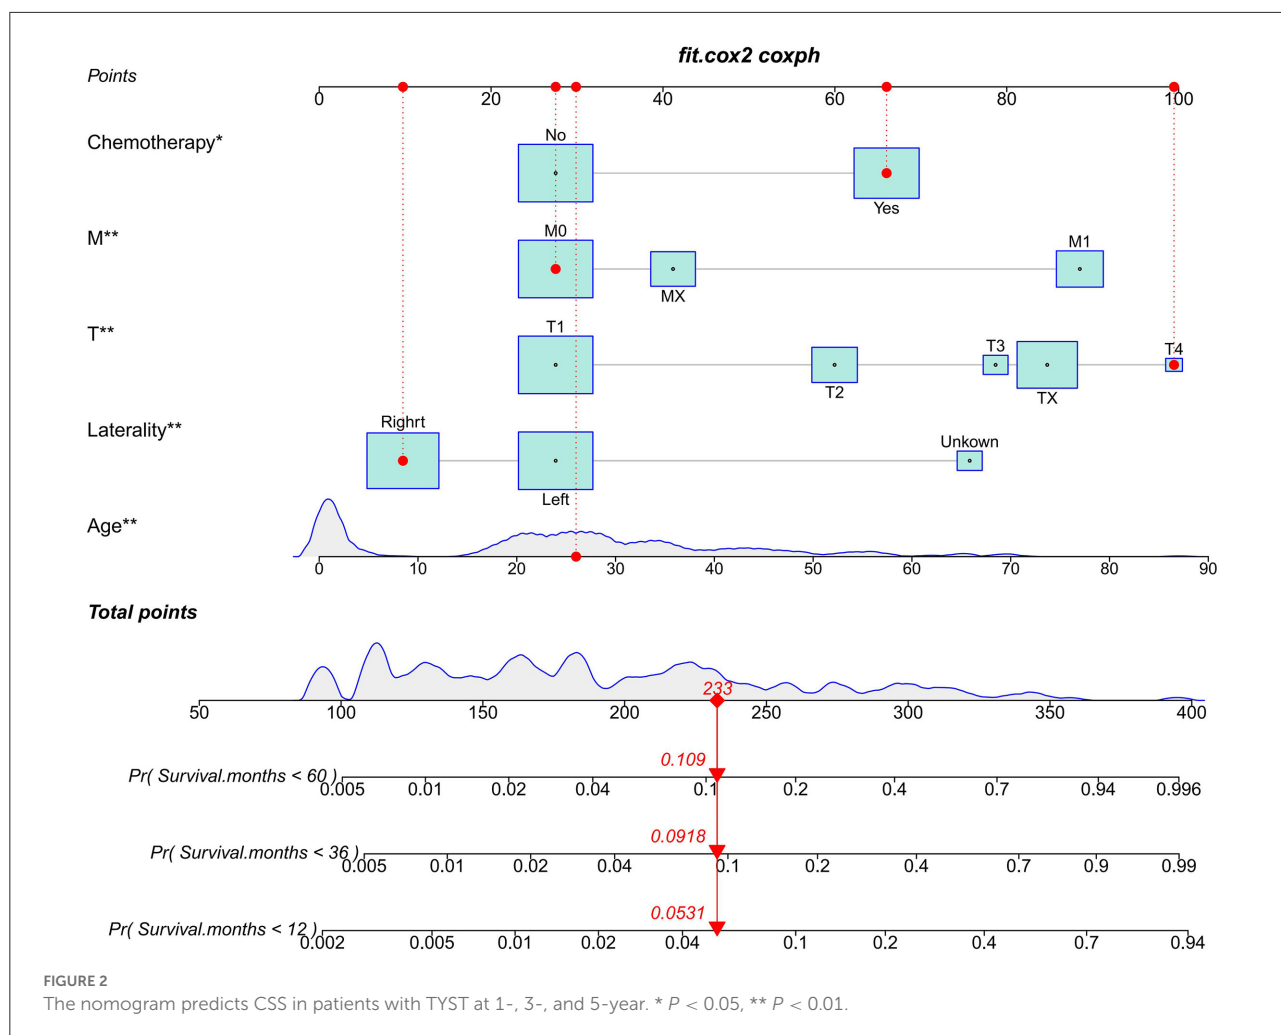 fit.cox2 coxph
Points
0 20 40 60 80 100
Chemotherapy*
No
Yes
M**
M0
MX
M1
T**
T1
T2
T3
TX
T4
Laterality**
Righrt
Left
Unkown
Age**
0 10 20 30 40 50 60 70 80 90
Total points
233
50 100 150 200 250 300 350 400
0.109
Pr( Survival.months < 60 )
0.005 0.01 0.02 0.04 0.1 0.2 0.4 0.7 0.94 0.996
0.0918
Pr( Survival.months < 36 )
0.005 0.01 0.02 0.04 0.1 0.2 0.4 0.7 0.9 0.99
0.0531
Pr( Survival.months < 12 )
0.002 0.005 0.01 0.02 0.04 0.1 0.2 0.4 0.7 0.94
FIGURE 2
The nomogram predicts CSS in patients with TYST at 1-, 3-, and 5-year. * P < 0.05, ** P < 0.01.